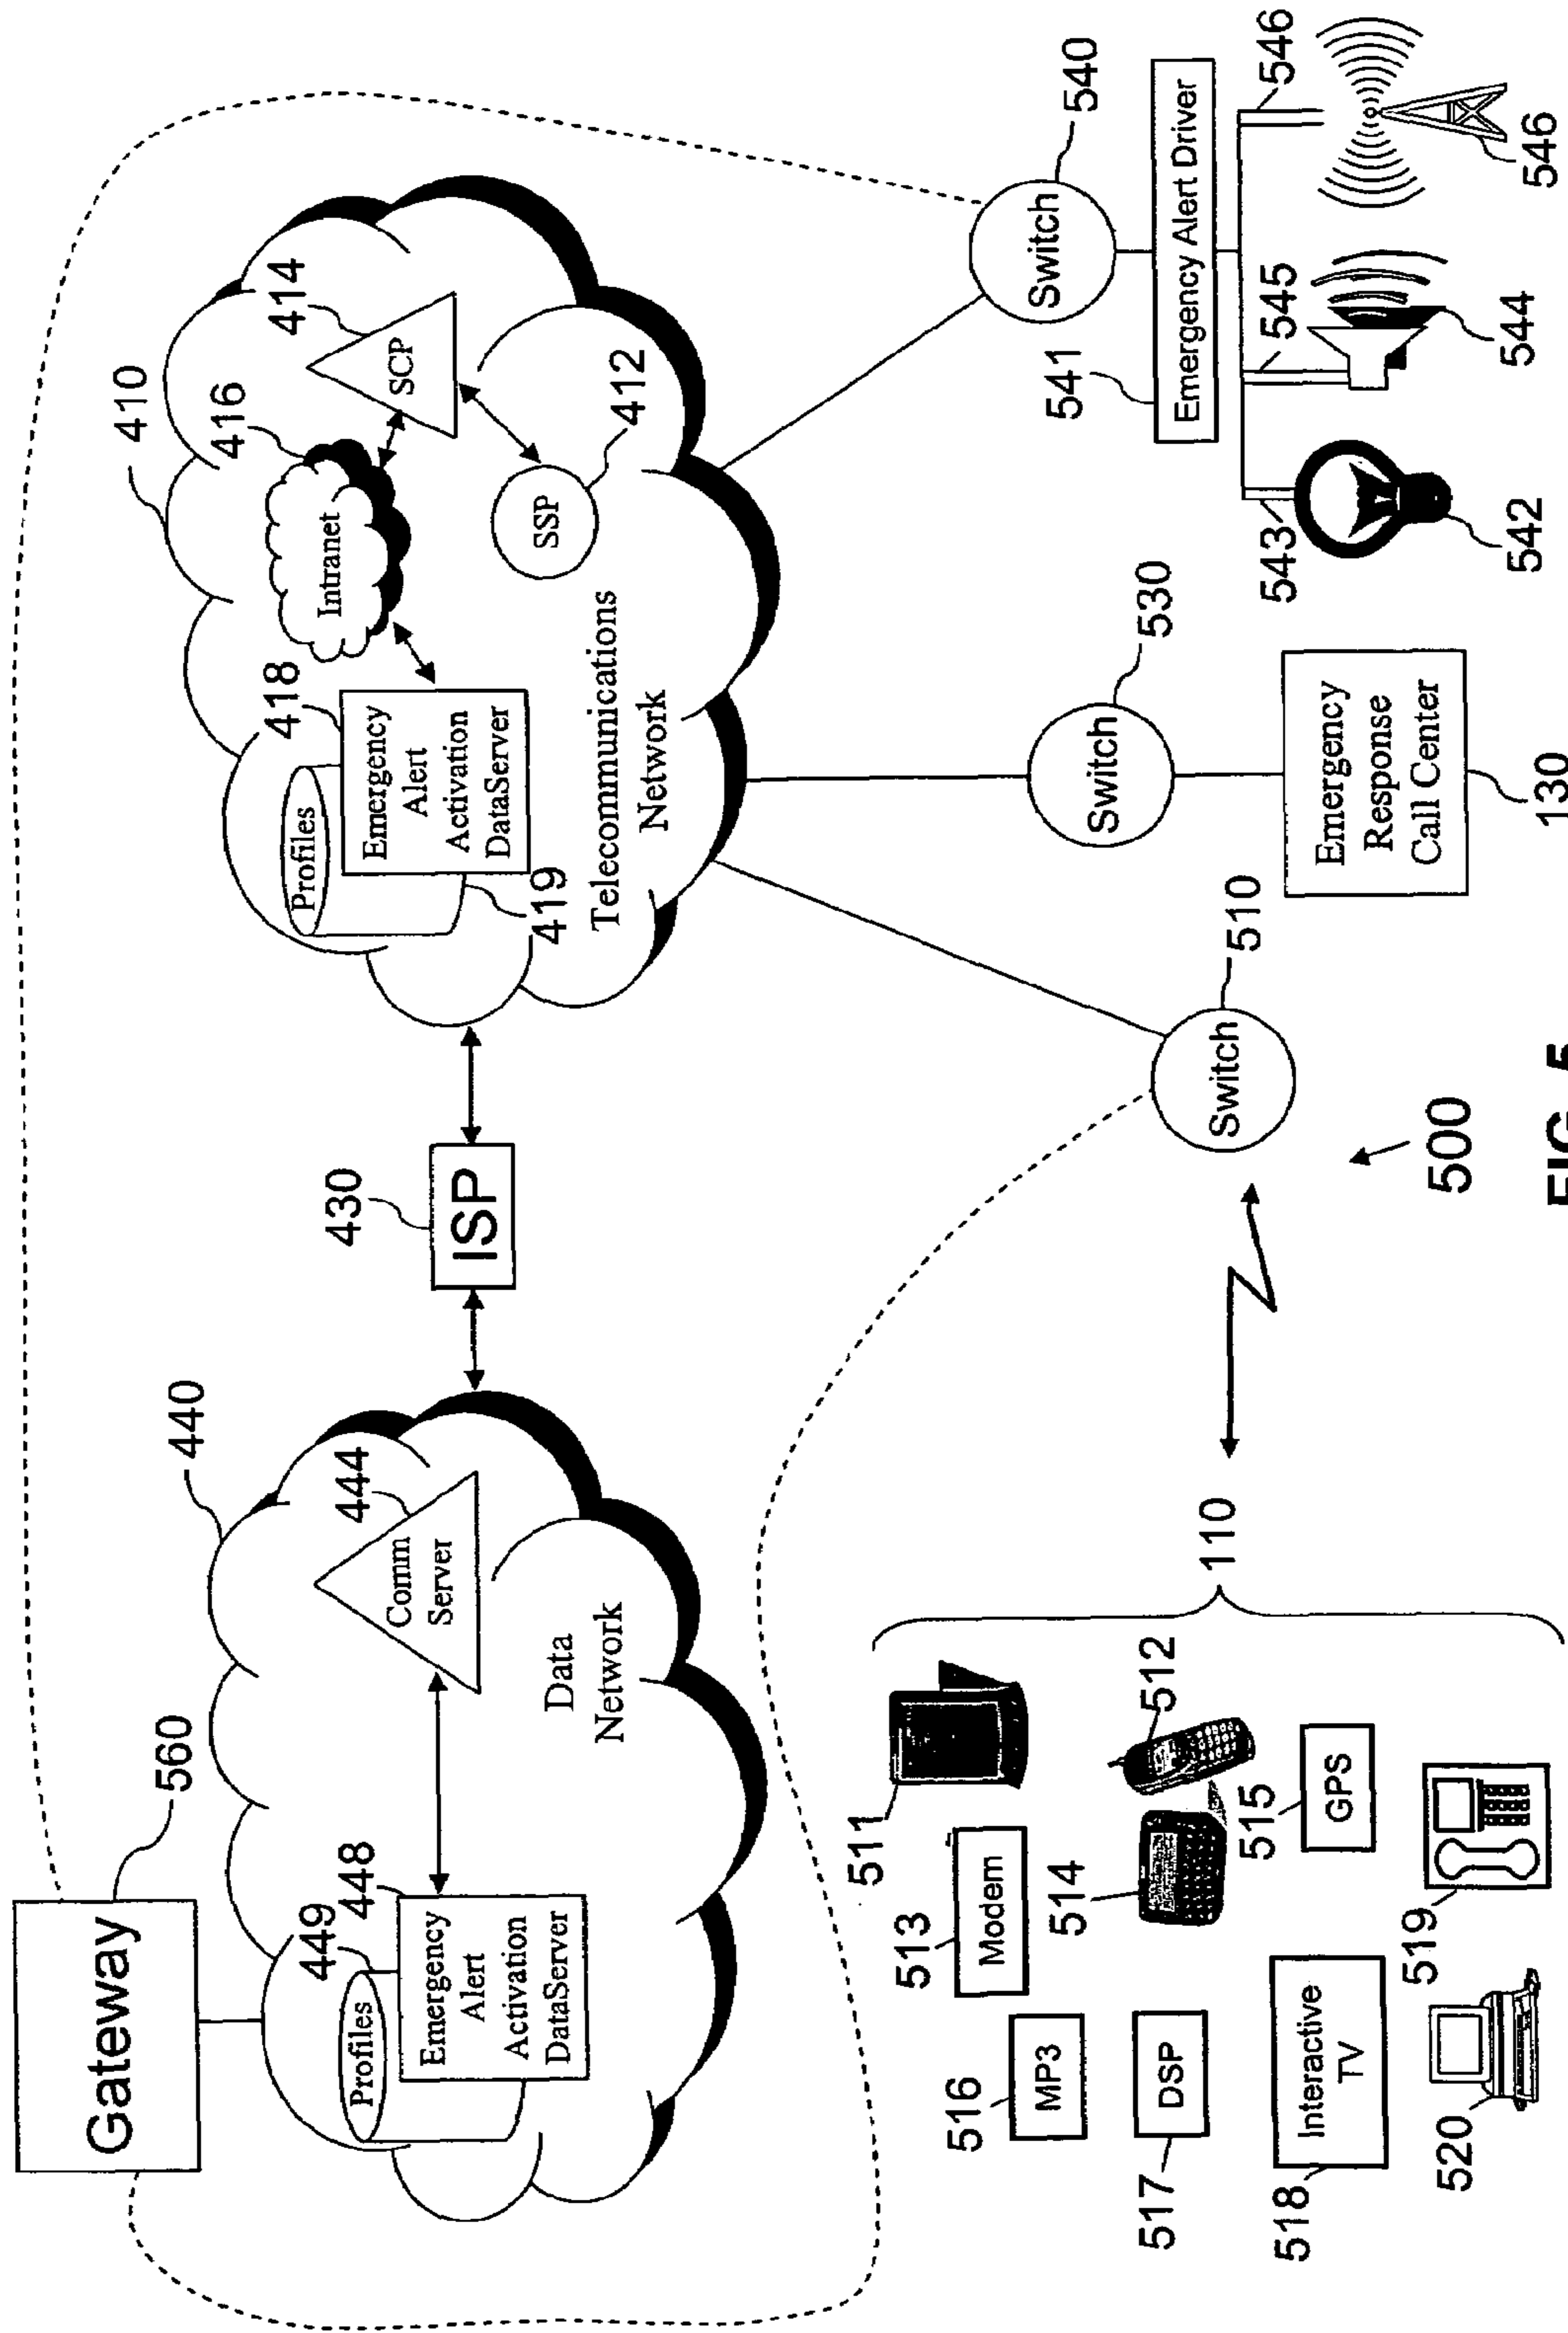 Gateway
560
440
449
448
Profiles
Emergency
Alert
Activation
DataServer
444
Comm
Server
Data
Network
430
ISP
410
416
414
Intranet
SCP
418
Profiles
Emergency
Alert
Activation
DataServer
419
SSP
412
Telecommunications
Network
511
513
Modem
512
514
516
MP3
515
GPS
517
DSP
518
Interactive
TV
519
520
110
Switch
510
500
Switch
530
Emergency
Response
Call Center
130
Switch
540
541
Emergency Alert Driver
543
542
545
544
546
546
FIG. 5